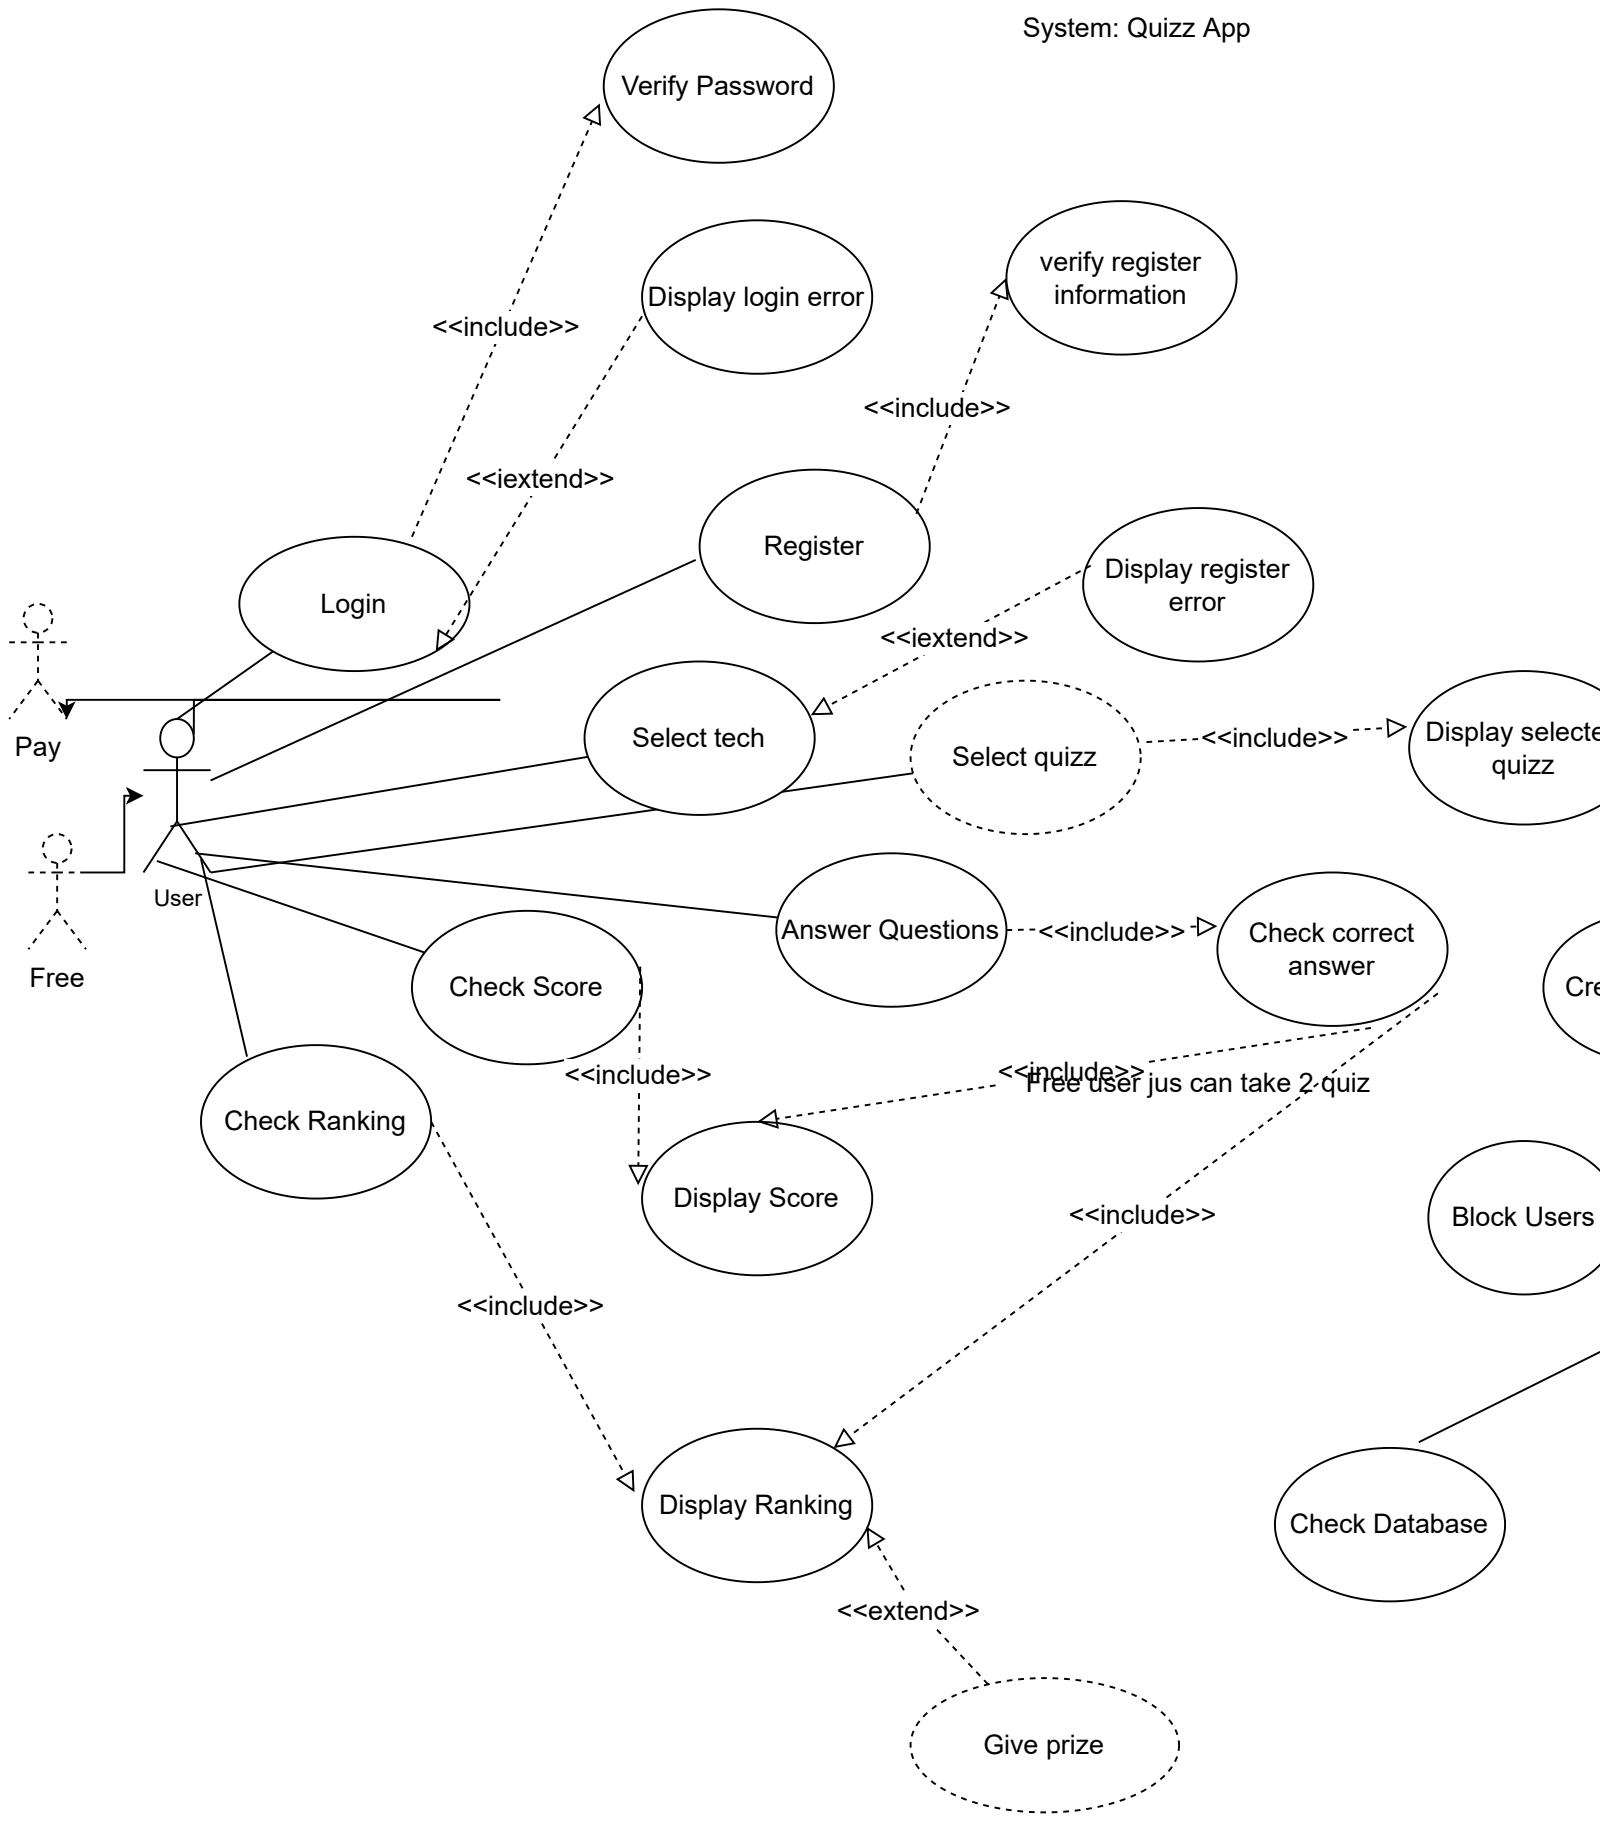 System: Quizz App
Verify Password
verify register
information
Display login error
<<include>>
<<include>>
<<iextend>>
Register
Display register
error
Login
<<iextend>>
Select tech
Select quizz
<<include>>
Display selecte
quizz
Pay
User
Answer Questions
<<include>>
Check correct
answer
Free
Check Score
Cre
<<include>>
<<include>>
Free user jus can take 2 quiz
Check Ranking
Display Score
<<include>>
Block Users
<<include>>
Display Ranking
Check Database
<<extend>>
Give prize